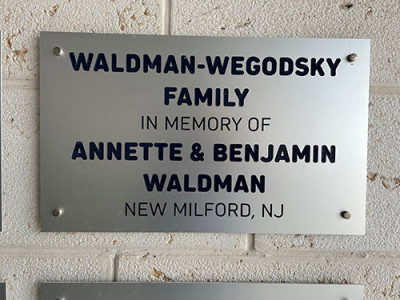 WALDMAN-WEGODSKY
FAMILY
IN MEMORY OF
ANNETTE & BENJAMIN
WALDMAN
NEW MILFORD, NJ